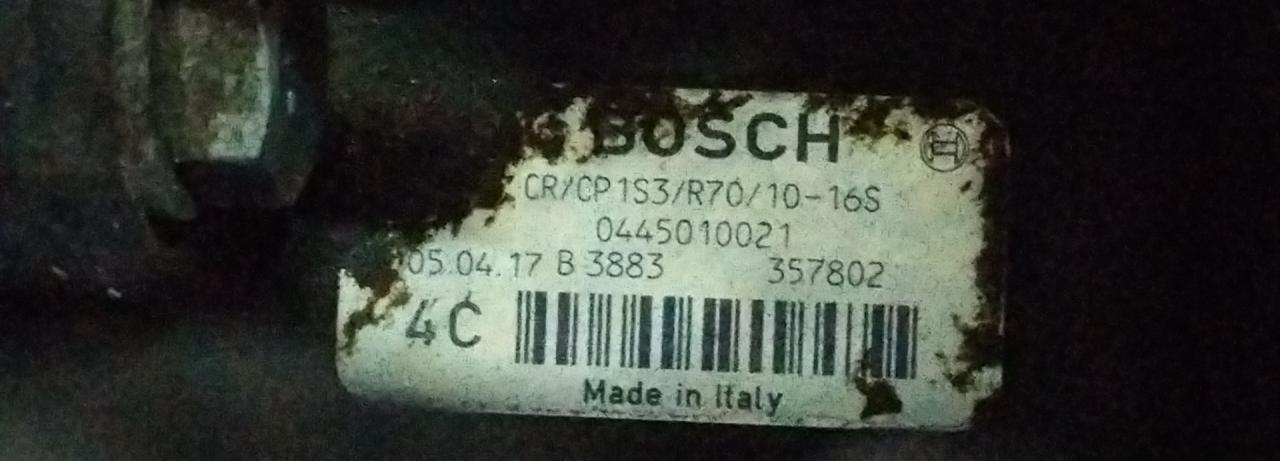 BOSCH
CR/CP1S3/R70/10-16S
0445010021
05.04.17 B 3883 357802
4C
Made in Italy